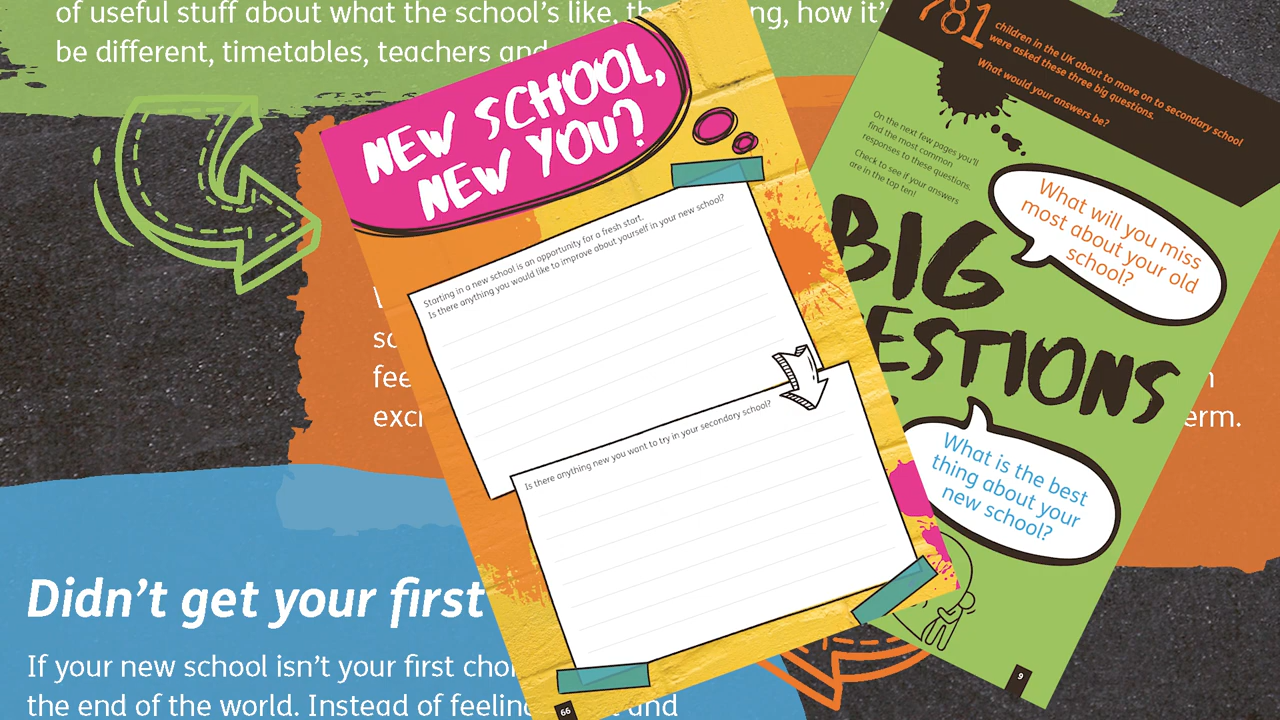 of useful stuff about what the school's like, ng, how it's
be different, timetables, teachers and
Didn't get your first
If your new school isn't your first
the end of the world. Instead of and
erm.
NEW SCHOOL,
NEW YOU?
Starting in a new school is an opportunity for a fresh start.
Is there anything you would like to improve about yourself in your new school?
Is there anything new you want to try in your secondary school?
66
781
children in the UK about to move on to secondary school
were asked these three big questions.
What would your answers be?
On the next few pages you'll
find the most common
responses to these questions.
Check to see if your answers
are in the top ten!
BIG
ESTIONS
What will you miss
most about your old
school?
What is the best
thing about your
new school?
9